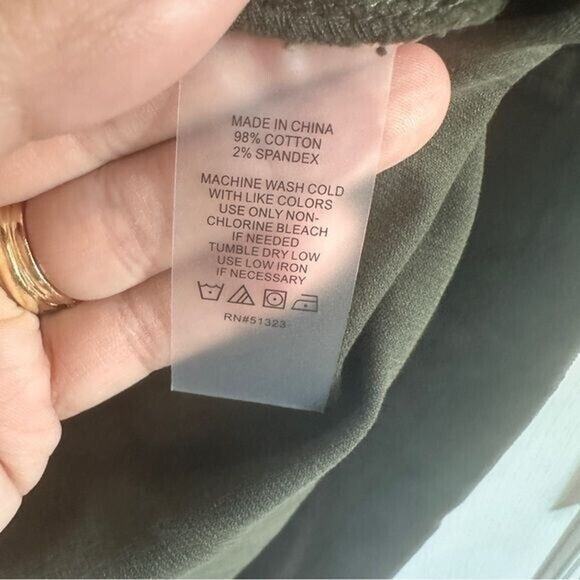 MADE IN CHINA
98% COTTON
2% SPANDEX
MACHINE WASH COLD
WITH LIKE COLORS
USE ONLY NON-
CHLORINE BLEACH
IF NEEDED
TUMBLE DRY LOW
USE LOW IRON
IF NECESSARY
RN#51323